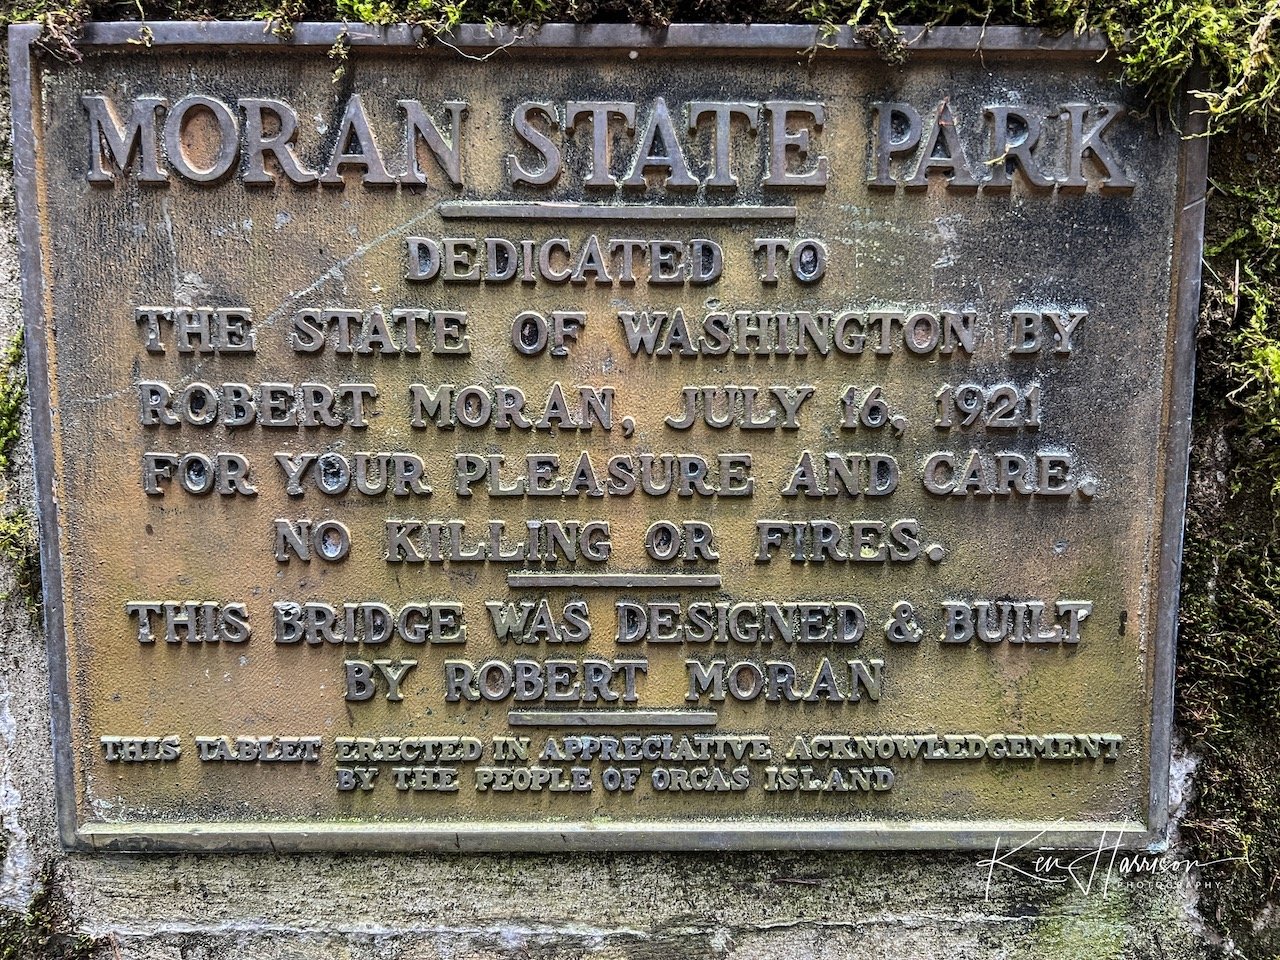 MORAN STATE PARK
DEDICATED TO
THE STATE OF WASHINGTON BY
ROBERT MORAN, JULY 16, 1921
FOR YOUR PLEASURE AND CARE.
NO KILLING OR FIRES.
THIS BRIDGE WAS DESIGNED & BUILT
BY ROBERT MORAN
THIS TABLET ERECTED IN APPRECIATIVE ACKNOWLEDGEMENT
BY THE PEOPLE OF ORCAS ISLAND
Ken Harrison
PHOTOGRAPHY